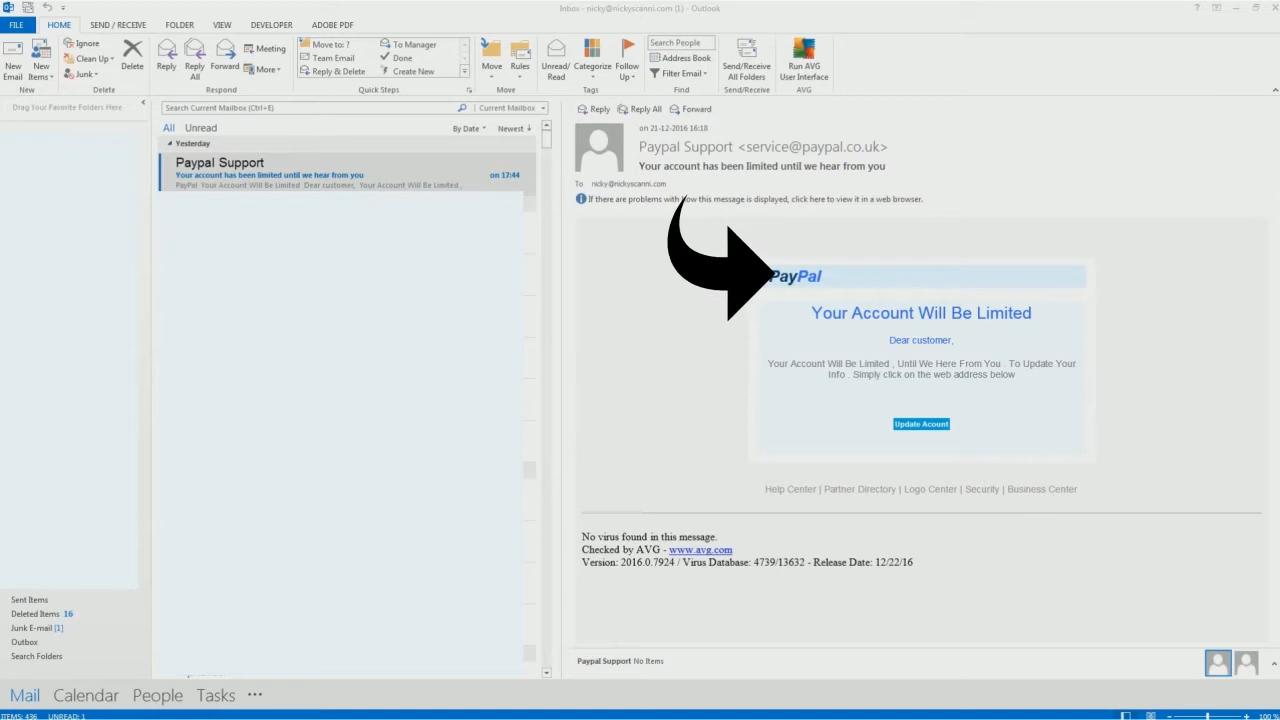 Inbox - nicky@nickyscanni.com (1) - Outlook
FILE HOME SEND / RECEIVE FOLDER VIEW DEVELOPER ADOBE PDF
New Email
New Items
New
Ignore
Clean Up
Junk
Delete
Delete
Reply
Reply All
Forward
Meeting
More
Respond
Move to: ?
Team Email
Reply & Delete
To Manager
Done
Create New
Quick Steps
Move
Rules
Move
Unread/ Read
Categorize
Follow Up
Tags
Search People
Address Book
Filter Email
Find
Send/Receive All Folders
Send/Receive
Run AVG User Interface
AVG
Drag Your Favorite Folders Here
Sent Items
Deleted Items 16
Junk E-mail [1]
Outbox
Search Folders
Search Current Mailbox (Ctrl+E) Current Mailbox
All Unread By Date Newest
Yesterday
Paypal Support
Your account has been limited until we hear from you on 17:44
PayPal Your Account Will Be Limited Dear customer, Your Account Will Be Limited ,
Reply Reply All Forward
on 21-12-2016 16:18
Paypal Support <service@paypal.co.uk>
Your account has been limited until we hear from you
To nicky@nickyscanni.com
If there are problems with how this message is displayed, click here to view it in a web browser.
PayPal
Your Account Will Be Limited
Dear customer,
Your Account Will Be Limited , Until We Here From You . To Update Your
Info . Simply click on the web address below
Update Acount
Help Center | Partner Directory | Logo Center | Security | Business Center
No virus found in this message.
Checked by AVG - www.avg.com
Version: 2016.0.7924 / Virus Database: 4739/13632 - Release Date: 12/22/16
Paypal Support No Items
Mail Calendar People Tasks
ITEMS: 436 UNREAD: 1 100 %